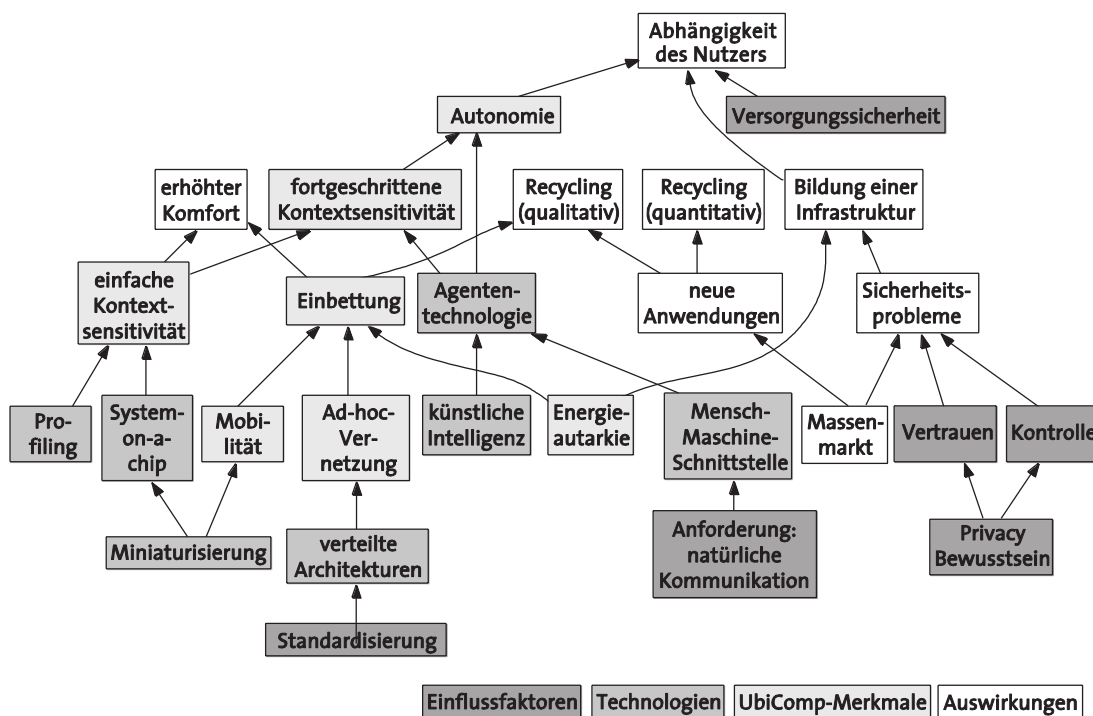 Abhängigkeit
des Nutzers
Autonomie
Versorgungssicherheit
erhöhter
Komfort
fortgeschrittene
Kontextsensitivität
Recycling
(qualitativ)
Recycling
(quantitativ)
Bildung einer
Infrastruktur
einfache
Kontext-
sensitivität
Einbettung
Agenten-
technologie
neue
Anwendungen
Sicherheits-
probleme
Pro-
filing
System-
on-a-
chip
Mobi-
lität
Ad-hoc-
Ver-
netzung
künstliche
Intelligenz
Energie-
autarkie
Mensch-
Maschine-
Schnittstelle
Massen-
markt
Vertrauen
Kontrolle
Miniaturisierung
verteilte
Architekturen
Anforderung:
natürliche
Kommunikation
Privacy
Bewusstsein
Standardisierung
Einflussfaktoren
Technologien
UbiComp-Merkmale
Auswirkungen